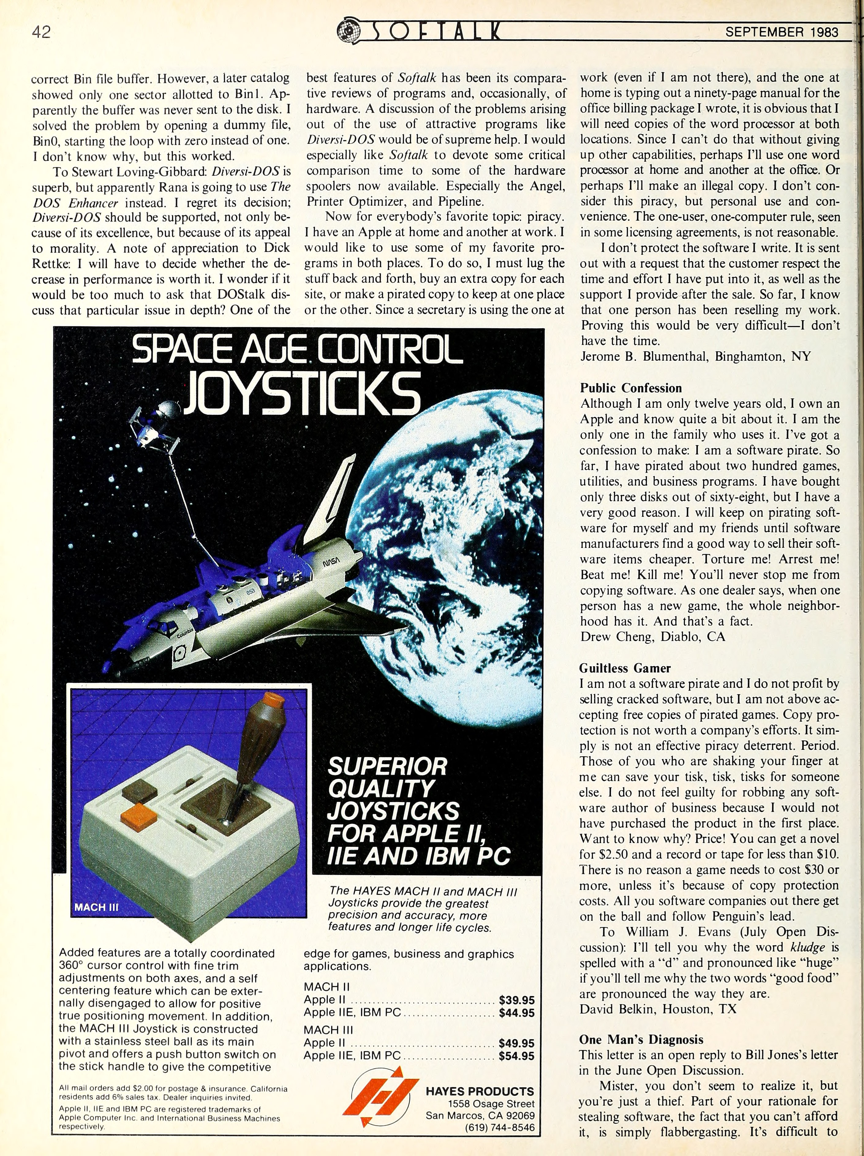 42
SOFTALK
SEPTEMBER 1983
correct Bin file buffer. However, a later catalog
showed only one sector allotted to Bin1. Ap-
parently the buffer was never sent to the disk. I
solved the problem by opening a dummy file,
Bin0, starting the loop with zero instead of one.
I don't know why, but this worked.
To Stewart Loving-Gibbard: Diversi-DOS is
superb, but apparently Rana is going to use The
DOS Enhancer instead. I regret its decision;
Diversi-DOS should be supported, not only be-
cause of its excellence, but because of its appeal
to morality. A note of appreciation to Dick
Rettke: I will have to decide whether the de-
crease in performance is worth it. I wonder if it
would be too much to ask that DOStalk dis-
cuss that particular issue in depth? One of the
best features of Softalk has been its compara-
tive reviews of programs and, occasionally, of
hardware. A discussion of the problems arising
out of the use of attractive programs like
Diversi-DOS would be of supreme help. I would
especially like Softalk to devote some critical
comparison time to some of the hardware
spoolers now available. Especially the Angel,
Printer Optimizer, and Pipeline.
Now for everybody's favorite topic: piracy.
I have an Apple at home and another at work. I
would like to use some of my favorite pro-
grams in both places. To do so, I must lug the
stuff back and forth, buy an extra copy for each
site, or make a pirated copy to keep at one place
or the other. Since a secretary is using the one at
work (even if I am not there), and the one at
home is typing out a ninety-page manual for the
office billing package I wrote, it is obvious that I
will need copies of the word processor at both
locations. Since I can't do that without giving
up other capabilities, perhaps I'll use one word
processor at home and another at the office. Or
perhaps I'll make an illegal copy. I don't con-
sider this piracy, but personal use and con-
venience. The one-user, one-computer rule, seen
in some licensing agreements, is not reasonable.
I don't protect the software I write. It is sent
out with a request that the customer respect the
time and effort I have put into it, as well as the
support I provide after the sale. So far, I know
that one person has been reselling my work.
Proving this would be very difficult—I don't
have the time.
Jerome B. Blumenthal, Binghamton, NY
Public Confession
Although I am only twelve years old, I own an
Apple and know quite a bit about it. I am the
only one in the family who uses it. I've got a
confession to make: I am a software pirate. So
far, I have pirated about two hundred games,
utilities, and business programs. I have bought
only three disks out of sixty-eight, but I have a
very good reason. I will keep on pirating soft-
ware for myself and my friends until software
manufacturers find a good way to sell their soft-
ware items cheaper. Torture me! Arrest me!
Beat me! Kill me! You'll never stop me from
copying software. As one dealer says, when one
person has a new game, the whole neighbor-
hood has it. And that's a fact.
Drew Cheng, Diablo, CA
Guiltless Gamer
I am not a software pirate and I do not profit by
selling cracked software, but I am not above ac-
cepting free copies of pirated games. Copy pro-
tection is not worth a company's efforts. It sim-
ply is not an effective piracy deterrent. Period.
Those of you who are shaking your finger at
me can save your tisk, tisk, tisks for someone
else. I do not feel guilty for robbing any soft-
ware author of business because I would not
have purchased the product in the first place.
Want to know why? Price! You can get a novel
for $2.50 and a record or tape for less than $10.
There is no reason a game needs to cost $30 or
more, unless it's because of copy protection
costs. All you software companies out there get
on the ball and follow Penguin's lead.
To William J. Evans (July Open Dis-
cussion): I'll tell you why the word kludge is
spelled with a "d" and pronounced like "huge"
if you'll tell me why the two words "good food"
are pronounced the way they are.
David Belkin, Houston, TX
One Man's Diagnosis
This letter is an open reply to Bill Jones's letter
in the June Open Discussion.
Mister, you don't seem to realize it, but
you're just a thief. Part of your rationale for
stealing software, the fact that you can't afford
it, is simply flabbergasting. It's difficult to
SPACE AGE CONTROL
JOYSTICKS
NASA
Columbia
SUPERIOR
QUALITY
JOYSTICKS
FOR APPLE II,
IIE AND IBM PC
MACH III
The HAYES MACH II and MACH III
Joysticks provide the greatest
precision and accuracy, more
features and longer life cycles.
Added features are a totally coordinated
360° cursor control with fine trim
adjustments on both axes, and a self
centering feature which can be exter-
nally disengaged to allow for positive
true positioning movement. In addition,
the MACH III Joystick is constructed
with a stainless steel ball as its main
pivot and offers a push button switch on
the stick handle to give the competitive
edge for games, business and graphics
applications.
MACH II
Apple II ................................ $39.95
Apple IIE, IBM PC.................... $44.95
MACH III
Apple II ................................ $49.95
Apple IIE, IBM PC.................... $54.95
All mail orders add $2.00 for postage & insurance. California
residents add 6% sales tax. Dealer inquiries invited.
Apple II, IIE and IBM PC are registered trademarks of
Apple Computer Inc. and International Business Machines
respectively.
HAYES PRODUCTS
1558 Osage Street
San Marcos, CA 92069
(619) 744-8546